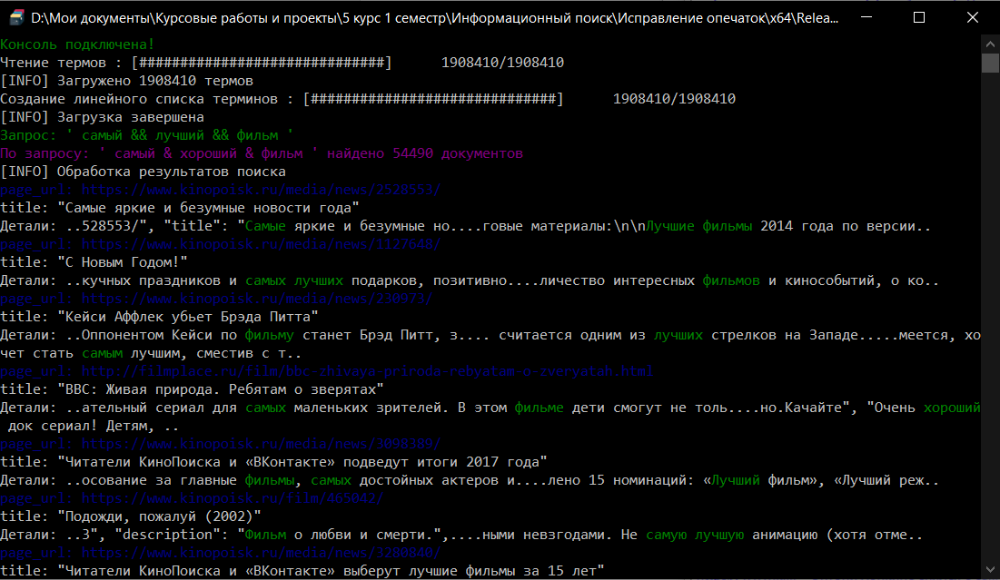 D:\Мои документы\Курсовые работы и проекты\5 курс 1 семестр\Информационный поиск\Исправление опечаток\x64\Relea...
Консоль подключена!
Чтение термов : [##############################]      1908410/1908410
[INFO] Загружено 1908410 термов
Создание линейного списка терминов : [##############################]      1908410/1908410
[INFO] Загрузка завершена
Запрос: ' самый && лучший && фильм '
По запросу: ' самый & хороший & фильм ' найдено 54490 документов
[INFO] Обработка результатов поиска
page_url: https://www.kinopoisk.ru/media/news/2528553/
title: "Самые яркие и безумные новости года"
Детали: ..528553/", "title": "Самые яркие и безумные но....говые материалы:\n\nЛучшие фильмы 2014 года по версии..
page_url: https://www.kinopoisk.ru/media/news/1127648/
title: "С Новым Годом!"
Детали: ..кучных праздников и самых лучших подарков, позитивно....личество интересных фильмов и кинособытий, о ко..
page_url: https://www.kinopoisk.ru/media/news/230973/
title: "Кейси Аффлек убьет Брэда Питта"
Детали: ..Оппонентом Кейси по фильму станет Брэд Питт, з.... считается одним из лучших стрелков на Западе.....меется, хо
чет стать самым лучшим, сместив с т..
page_url: http://filmplace.ru/film/bbc-zhivaya-priroda-rebyatam-o-zveryatah.html
title: "BBC: Живая природа. Ребятам о зверятах"
Детали: ..ательный сериал для самых маленьких зрителей. В этом фильме дети смогут не толь....но.Качайте", "Очень хороший
док сериал! Детям, ..
page_url: https://www.kinopoisk.ru/media/news/3098389/
title: "Читатели КиноПоиска и «ВКонтакте» подведут итоги 2017 года"
Детали: ..осование за главные фильмы, самых достойных актеров и....лено 15 номинаций: «Лучший фильм», «Лучший реж..
page_url: https://www.kinopoisk.ru/film/465042/
title: "Подожди, пожалуй (2002)"
Детали: ..3", "description": "Фильм о любви и смерти.",....ными невзгодами. Не самую лучшую анимацию (хотя отме..
page_url: https://www.kinopoisk.ru/media/news/3280840/
title: "Читатели КиноПоиска и «ВКонтакте» выберут лучшие фильмы за 15 лет"